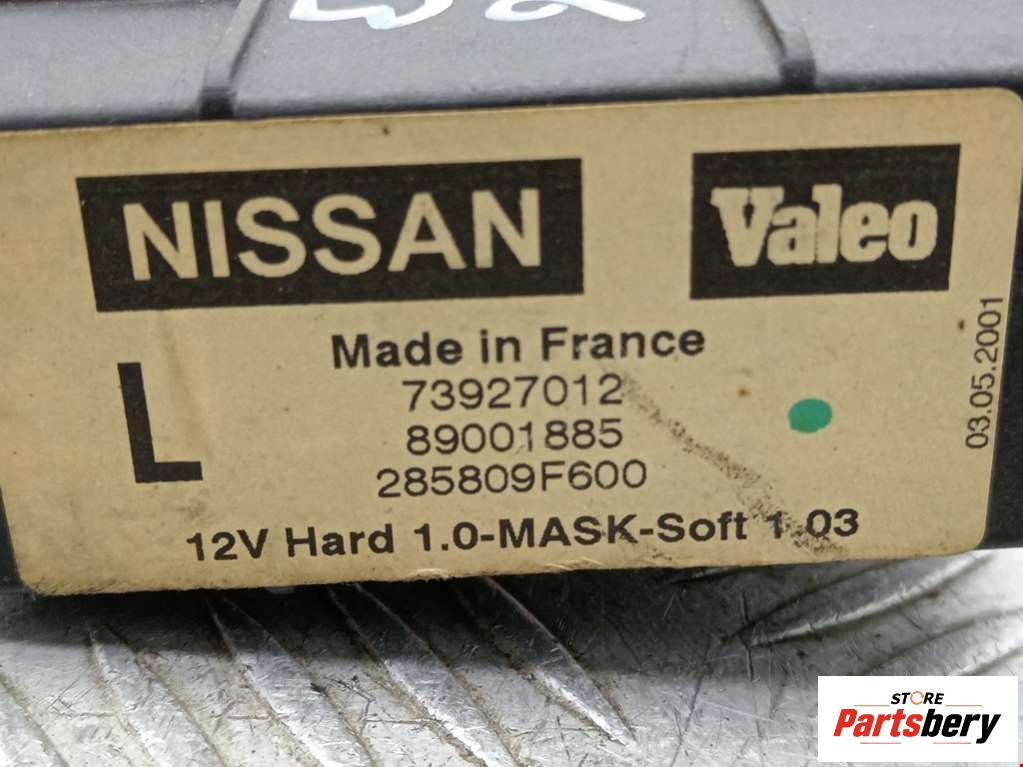 NISSAN
Valeo
Made in France
73927012
89001885
285809F600
L
03.05.2001
12V Hard 1.0-MASK-Soft 1.03
STORE
Partsbery